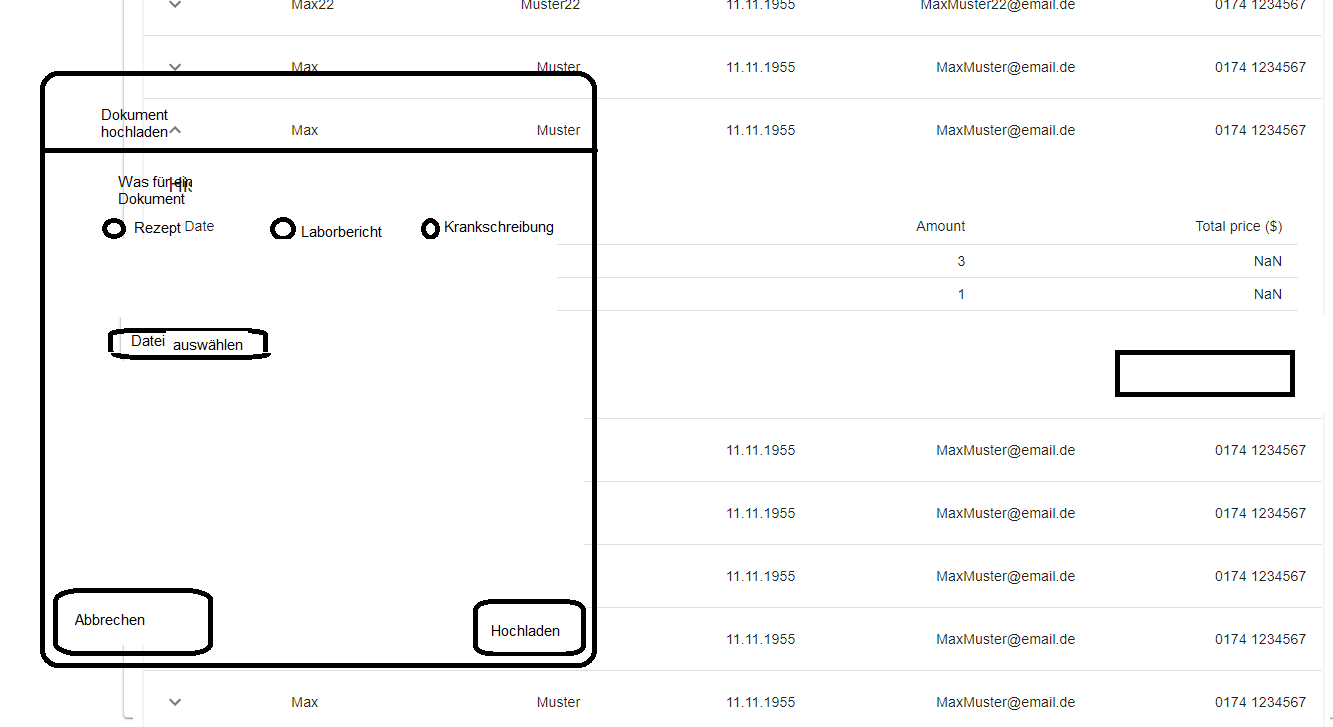 Max22 Muster22 11.11.1955 MaxMuster22@email.de 0174 1234567
Max Muster 11.11.1955 MaxMuster@email.de 0174 1234567
Dokument
hochladen
Max Muster 11.11.1955 MaxMuster@email.de 0174 1234567
Was für ein
Dokument
Rezept Date Laborbericht Krankschreibung Amount Total price ($)
3 NaN
1 NaN
Datei auswählen
11.11.1955 MaxMuster@email.de 0174 1234567
11.11.1955 MaxMuster@email.de 0174 1234567
11.11.1955 MaxMuster@email.de 0174 1234567
Abbrechen
Hochladen
11.11.1955 MaxMuster@email.de 0174 1234567
Max Muster 11.11.1955 MaxMuster@email.de 0174 1234567